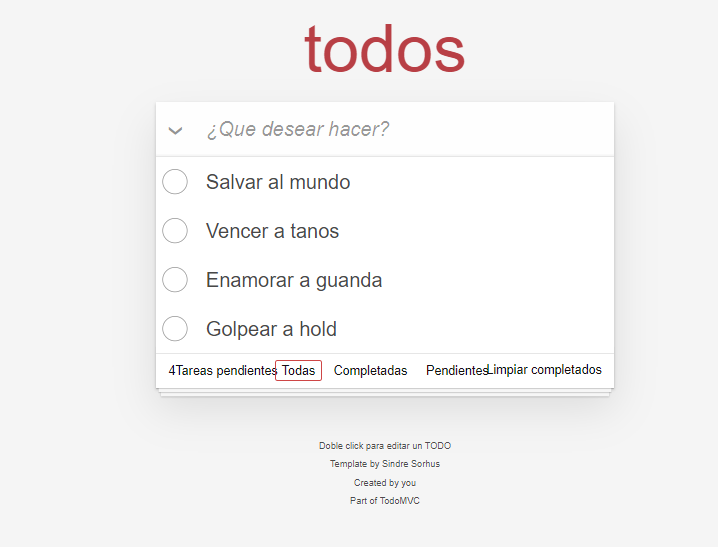 todos
¿Que desear hacer?
Salvar al mundo
Vencer a tanos
Enamorar a guanda
Golpear a hold
4Tareas pendientes Todas Completadas Pendientes Limpiar completados
Doble click para editar un TODO
Template by Sindre Sorhus
Created by you
Part of TodoMVC